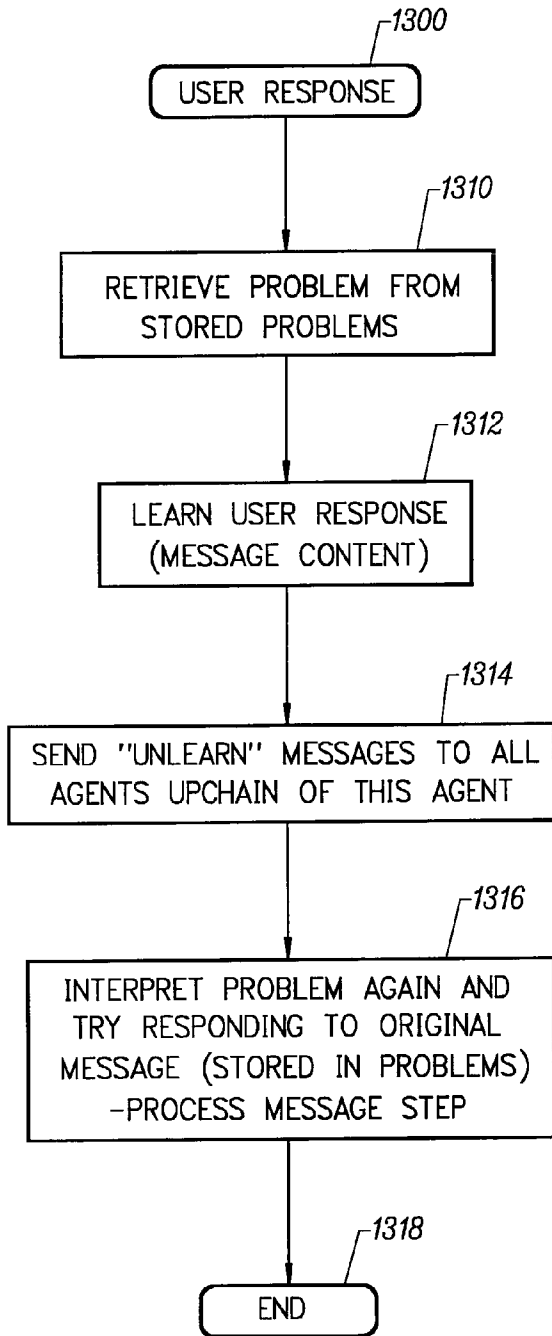 1300
USER RESPONSE
1310
RETRIEVE PROBLEM FROM
STORED PROBLEMS
1312
LEARN USER RESPONSE
(MESSAGE CONTENT)
1314
SEND "UNLEARN" MESSAGES TO ALL
AGENTS UPCHAIN OF THIS AGENT
1316
INTERPRET PROBLEM AGAIN AND
TRY RESPONDING TO ORIGINAL
MESSAGE (STORED IN PROBLEMS)
-PROCESS MESSAGE STEP
1318
END